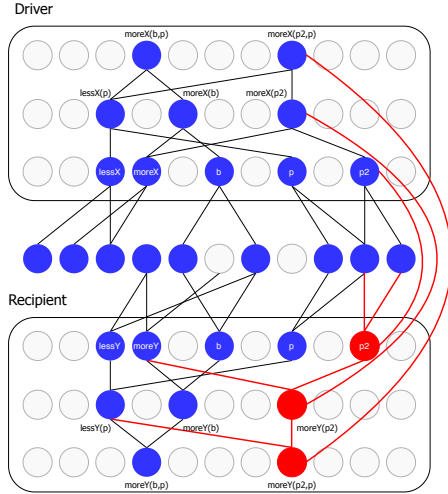 Driver
moreX(b,p) moreX(p2,p)
lessX(p) moreX(b) moreX(p2)
lessX moreX b p p2
Recipient
lessY moreY b p p2
lessY(p) moreY(b) moreY(p2)
moreY(b,p) moreY(p2,p)